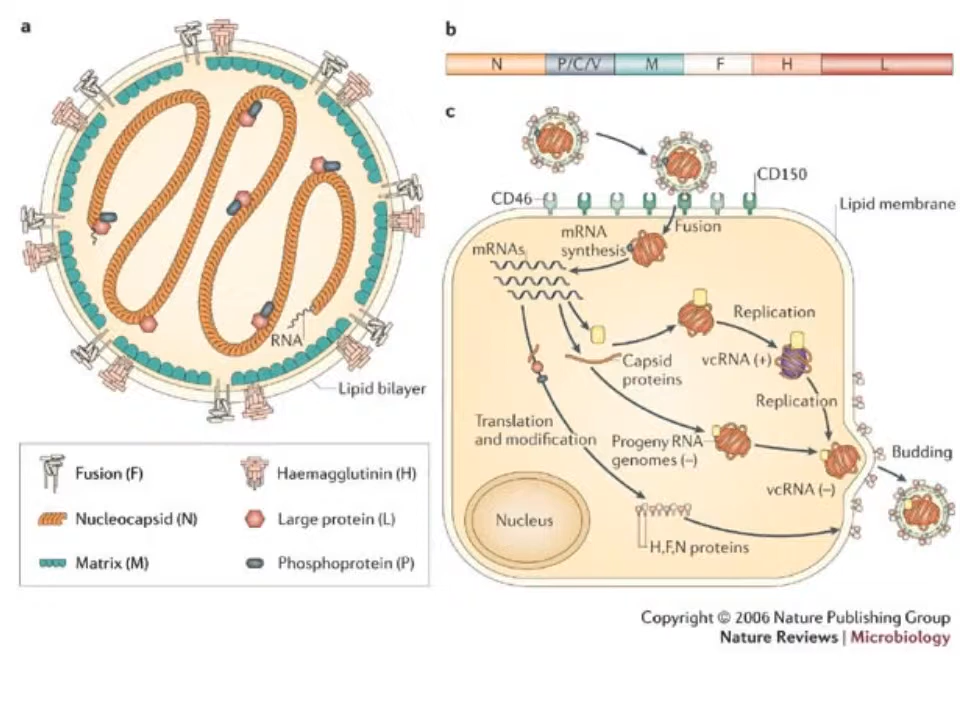 a
RNA
Lipid bilayer
Fusion (F)
Haemagglutinin (H)
Nucleocapsid (N)
Large protein (L)
Matrix (M)
Phosphoprotein (P)
b
N
P/C/V
M
F
H
L
c
CD46
CD150
Lipid membrane
Fusion
mRNA
synthesis
mRNAs
Replication
vcRNA (+)
Capsid
proteins
Replication
Translation
and modification
Progeny RNA
genomes (–)
vcRNA (–)
Budding
Nucleus
H,F,N proteins
Copyright © 2006 Nature Publishing Group
Nature Reviews | Microbiology